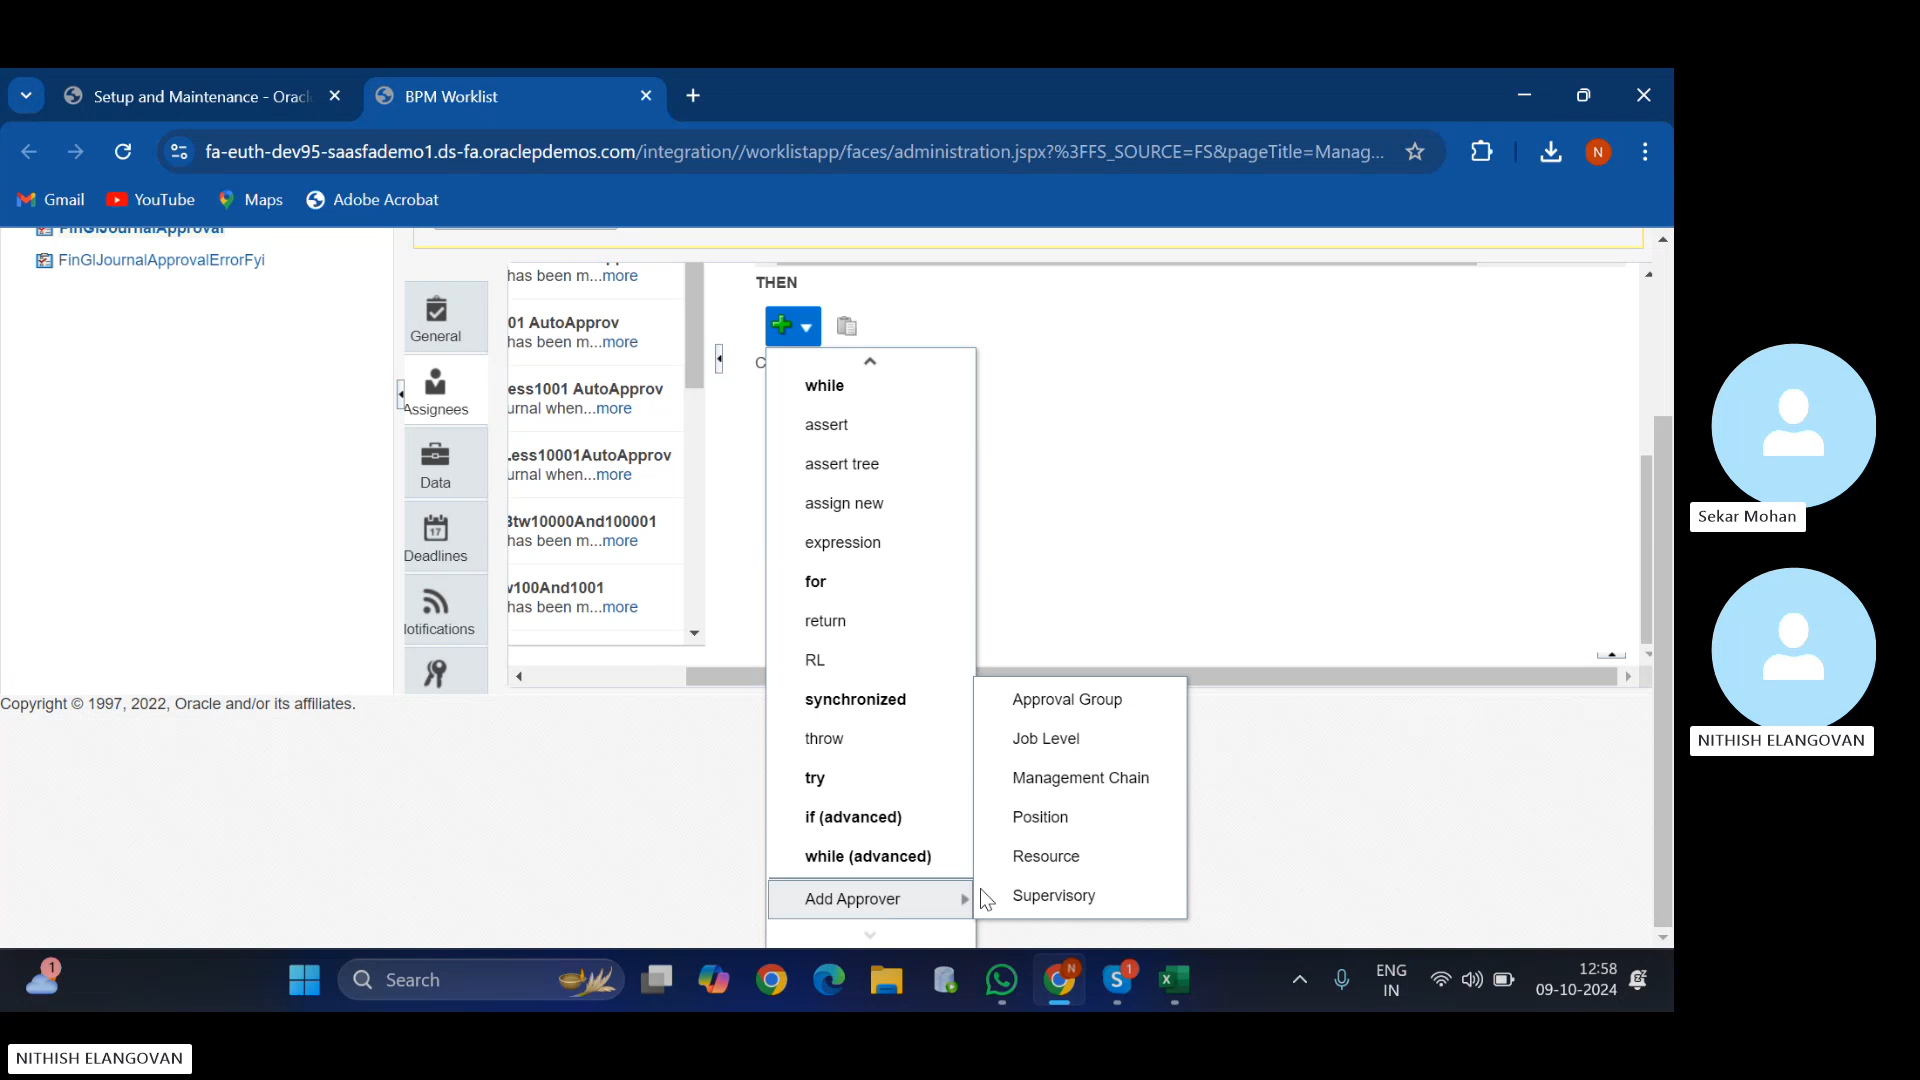 Setup and Maintenance - Orac
BPM Worklist
fa-euth-dev95-saasfademo1.ds-fa.oraclepdemos.com/integration//worklistapp/faces/administration.jspx?%3FFS_SOURCE=FS&pageTitle=Manag...
N
Gmail
YouTube
Maps
Adobe Acrobat
FinGlJournalApproval
FinGlJournalApprovalErrorFyi
General
Assignees
Data
17
Deadlines
lotifications
has been m...more
01 AutoApprov
has been m...more
ess1001 AutoApprov
urnal when...more
.ess10001AutoApprov
urnal when...more
3tw10000And100001
has been m...more
v100And1001
has been m...more
THEN
C
while
assert
assert tree
assign new
expression
for
return
RL
synchronized
throw
try
if (advanced)
while (advanced)
Add Approver
Approval Group
Job Level
Management Chain
Position
Resource
Supervisory
Copyright © 1997, 2022, Oracle and/or its affiliates.
Sekar Mohan
NITHISH ELANGOVAN
1
Search
N
S
1
ENG
IN
12:58
09-10-2024
NITHISH ELANGOVAN